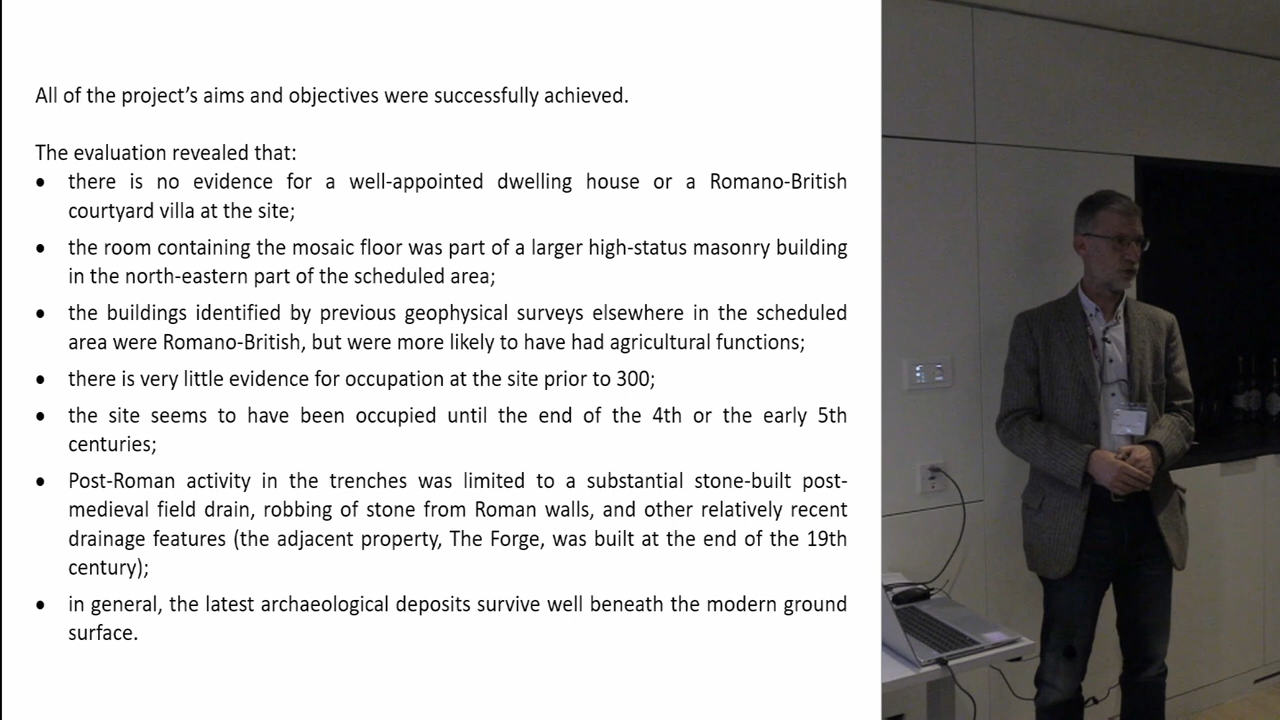 All of the project’s aims and objectives were successfully achieved.
The evaluation revealed that:
• there is no evidence for a well-appointed dwelling house or a Romano-British
courtyard villa at the site;
• the room containing the mosaic floor was part of a larger high-status masonry building
in the north-eastern part of the scheduled area;
• the buildings identified by previous geophysical surveys elsewhere in the scheduled
area were Romano-British, but were more likely to have had agricultural functions;
• there is very little evidence for occupation at the site prior to 300;
• the site seems to have been occupied until the end of the 4th or the early 5th
centuries;
• Post-Roman activity in the trenches was limited to a substantial stone-built post-
medieval field drain, robbing of stone from Roman walls, and other relatively recent
drainage features (the adjacent property, The Forge, was built at the end of the 19th
century);
• in general, the latest archaeological deposits survive well beneath the modern ground
surface.